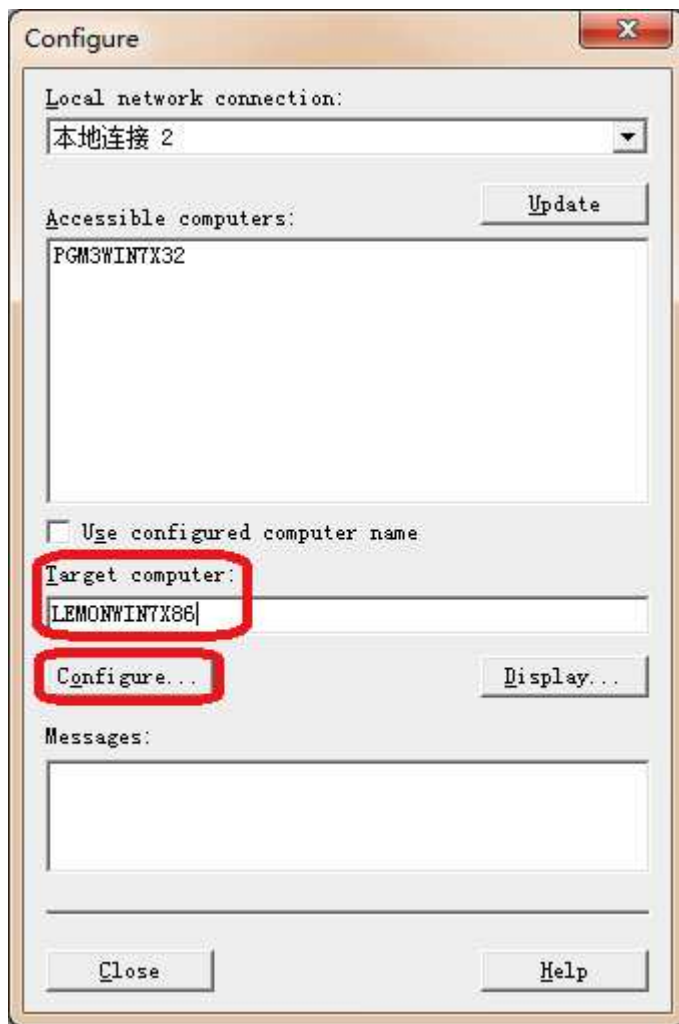 Configure
Local network connection:
本地连接 2
Update
Accessible computers:
PGM3WIN7X32
Use configured computer name
Target computer:
LEMONWIN7X86
Configure...
Display...
Messages:
Close
Help